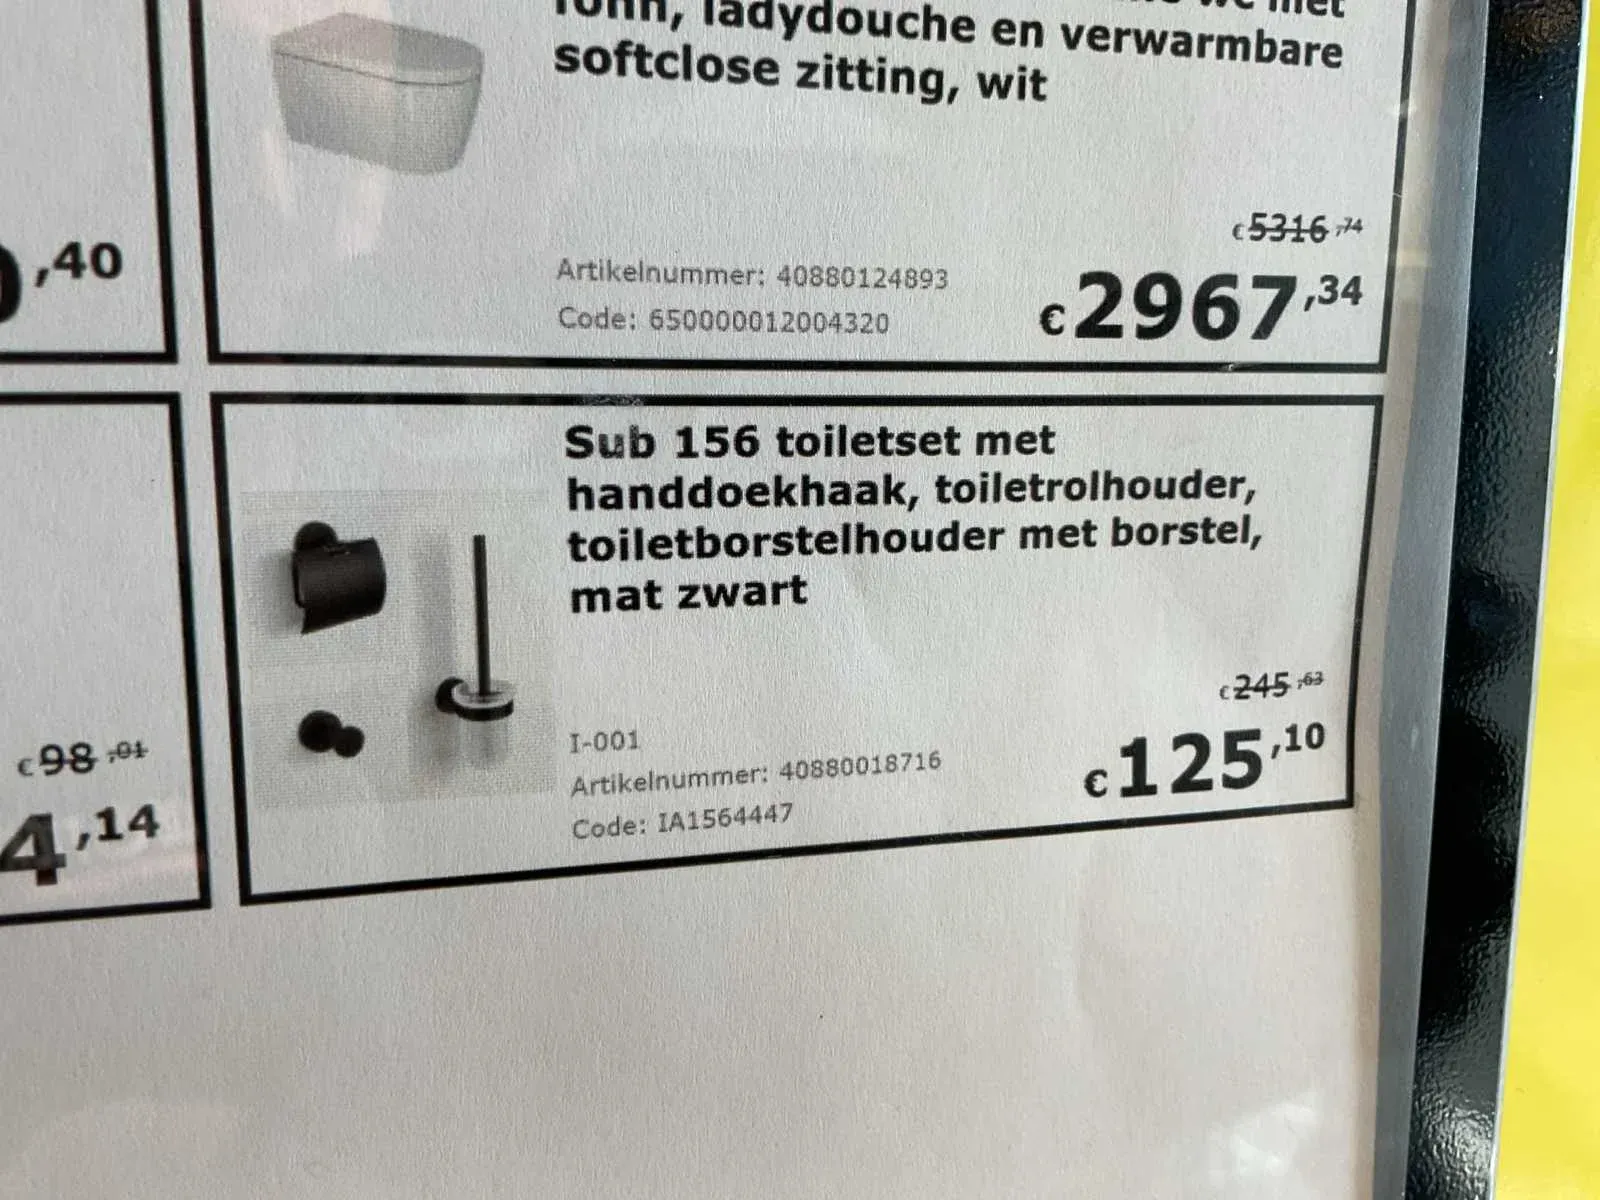 ladydouche en verwarmbare
softclose zitting, wit
€5316,74
Artikelnummer: 40880124893
Code: 650000012004320
€2967,34
,40
Sub 156 toiletset met
handdoekhaak, toiletrolhouder,
toiletborstelhouder met borstel,
mat zwart
€245,63
I-001
Artikelnummer: 40880018716
Code: IA1564447
€125,10
€98,01
4,14